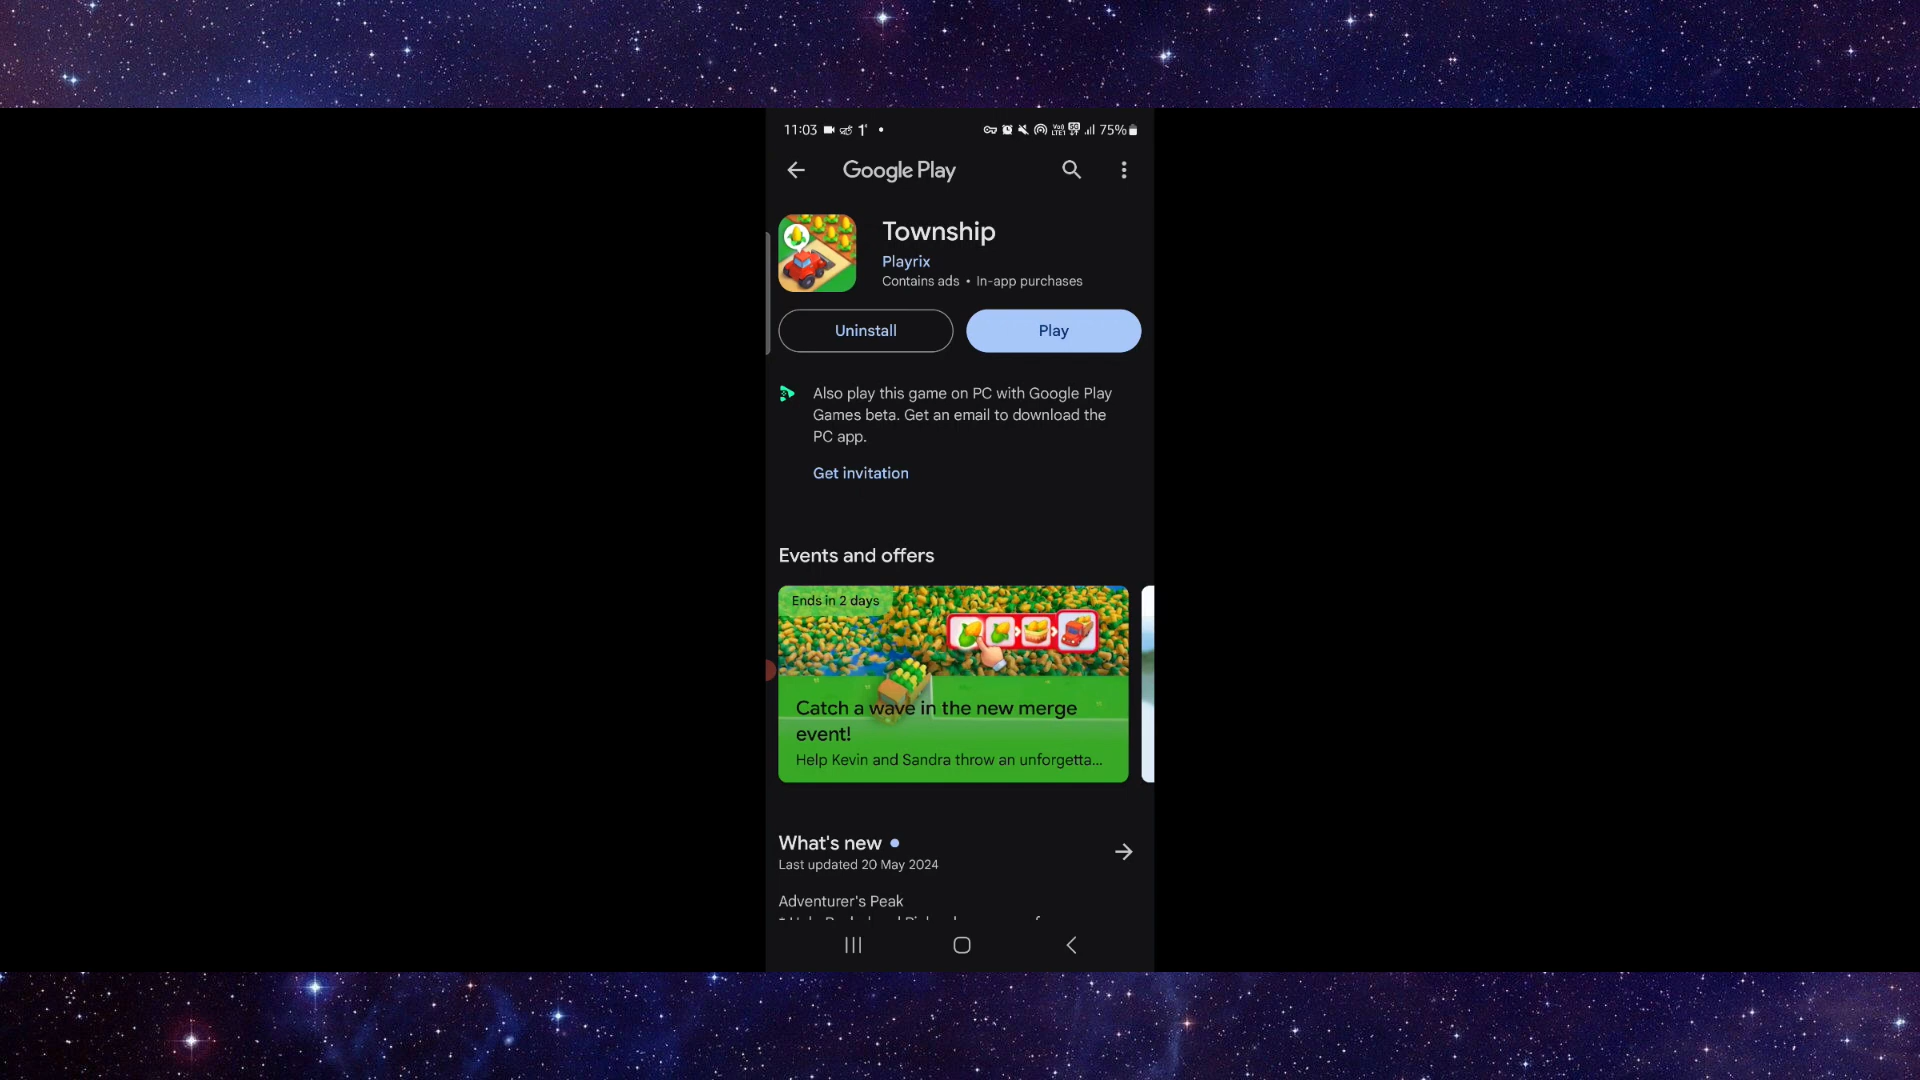 11:03
75%
Google Play
Township
Playrix
Contains ads • In-app purchases
Uninstall
Play
Also play this game on PC with Google Play
Games beta. Get an email to download the
PC app.
Get invitation
Events and offers
Ends in 2 days
Catch a wave in the new merge
event!
Help Kevin and Sandra throw an unforgetta...
What's new
Last updated 20 May 2024
Adventurer's Peak